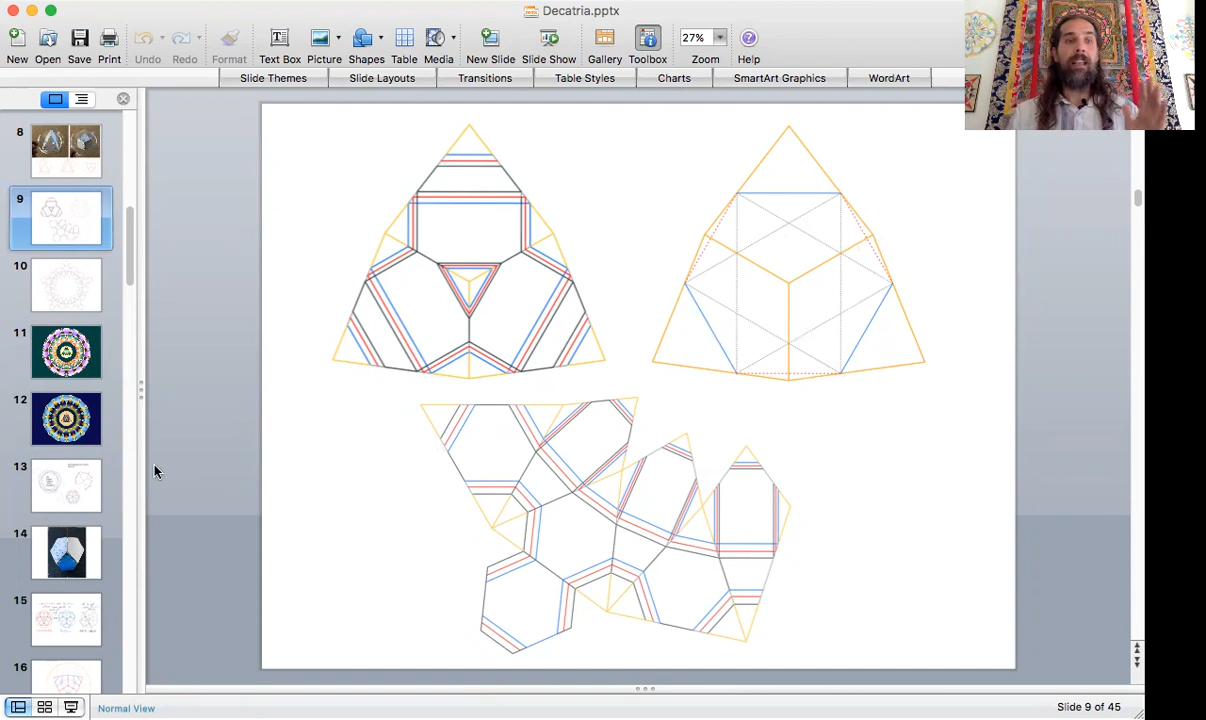 Decatria.pptx
New Open Save Print Undo Redo Format Text Box Picture Shapes Table Media New Slide Slide Show Gallery Toolbox Zoom Help
27%
Slide Themes Slide Layouts Transitions Table Styles Charts SmartArt Graphics WordArt
8
9
10
11
12
13
14
15
16
Normal View
Slide 9 of 45